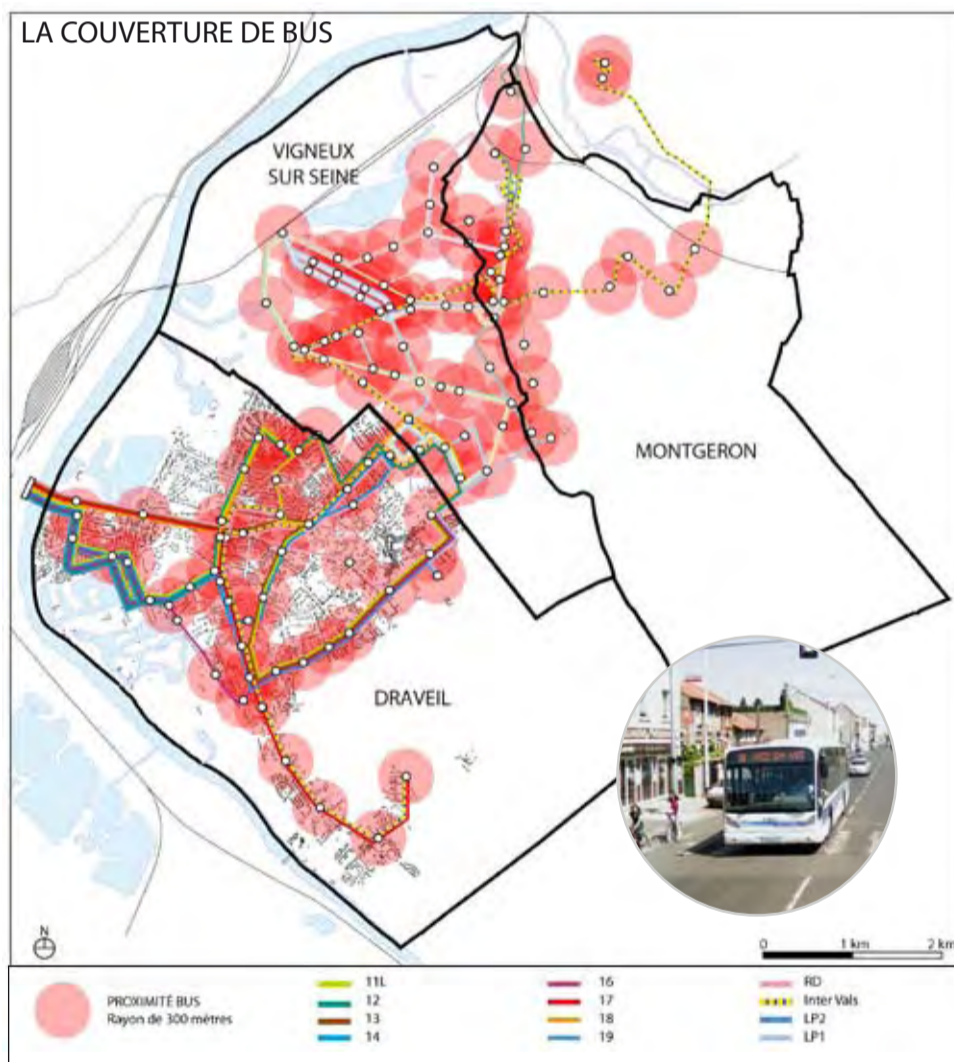 LA COUVERTURE DE BUS
VIGNEUX
SUR SEINE
MONTGERON
DRAVEIL
N
0 1 km 2 km
PROXIMITÉ BUS
Rayon de 300 mètres
11L
12
13
14
16
17
18
19
RD
Inter Vals
LP2
LP1